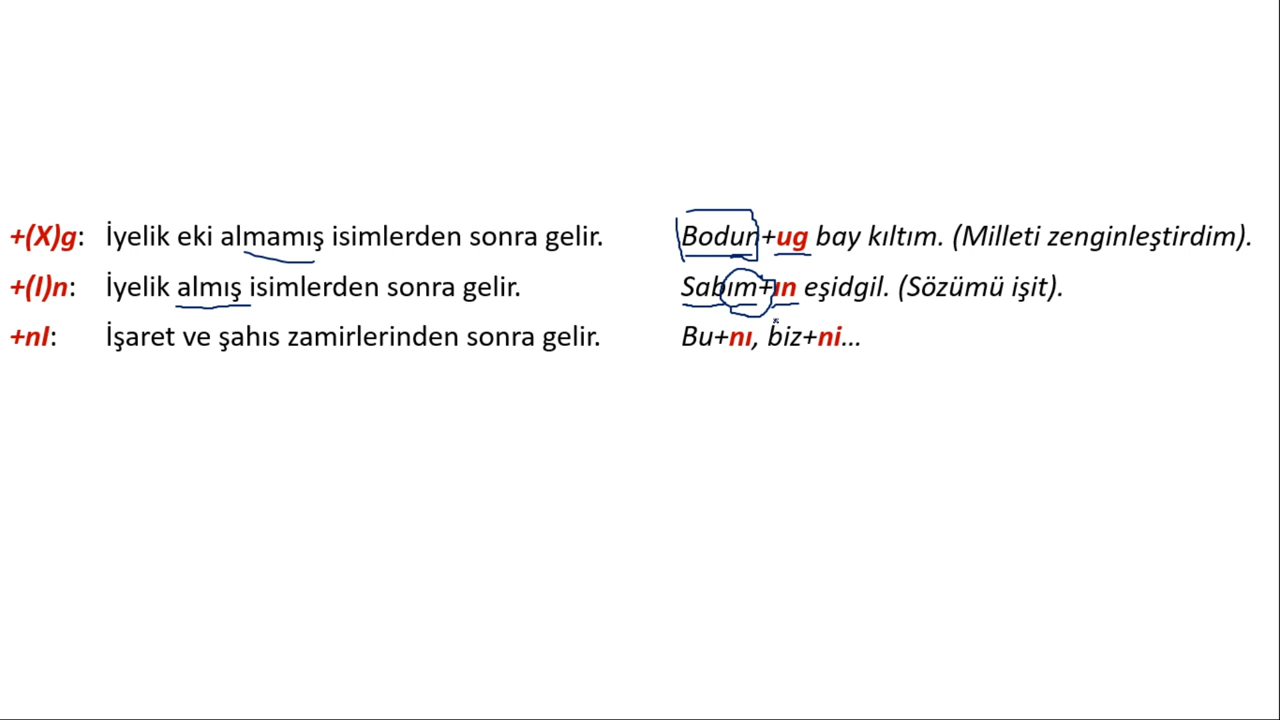 +(X)g: İyelik eki almamış isimlerden sonra gelir. Bodun+ug bay kıltım. (Milleti zenginleştirdim).
+(I)n: İyelik almış isimlerden sonra gelir. Sabım+ın eşidgil. (Sözümü işit).
+nI: İşaret ve şahıs zamirlerinden sonra gelir. Bu+nı, biz+ni...